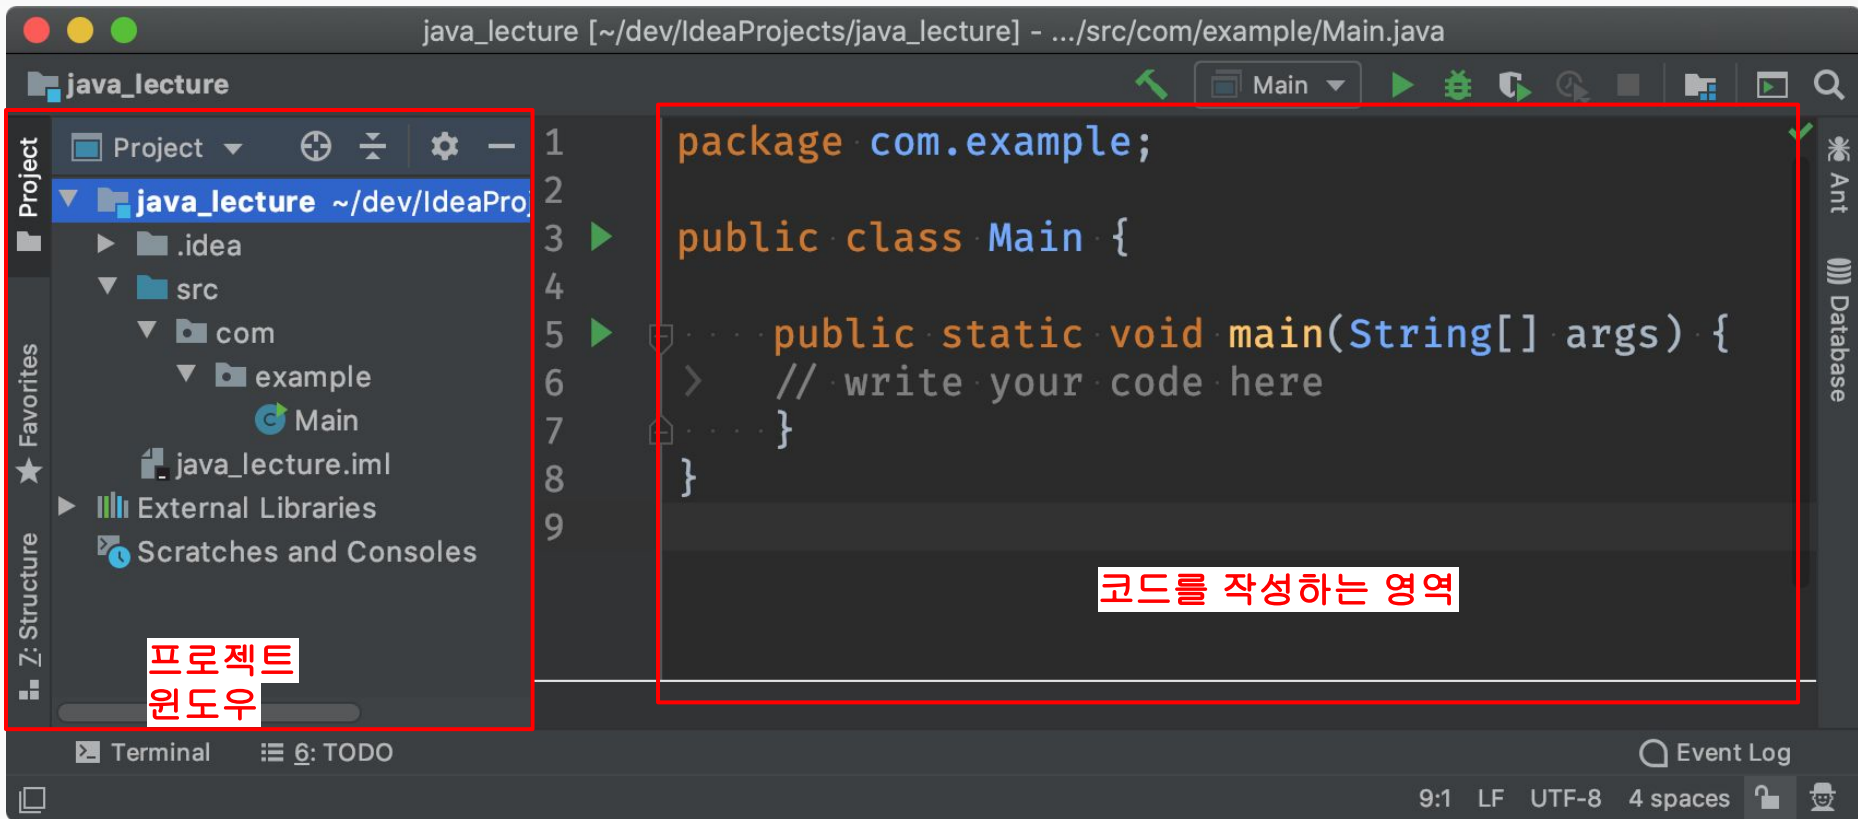 java_lecture [~/dev/IdeaProjects/java_lecture] - .../src/com/example/Main.java
java_lecture
Main
Project
Project
java_lecture ~/dev/IdeaProj
.idea
src
com
example
Main
java_lecture.iml
External Libraries
Scratches and Consoles
Favorites
Z: Structure
프로젝트
윈도우
1 package com.example;
2
3 public class Main {
4
5 public static void main(String[] args) {
6 // write your code here
7 }
8 }
9
코드를 작성하는 영역
Ant
Database
Terminal
6: TODO
Event Log
9:1 LF UTF-8 4 spaces